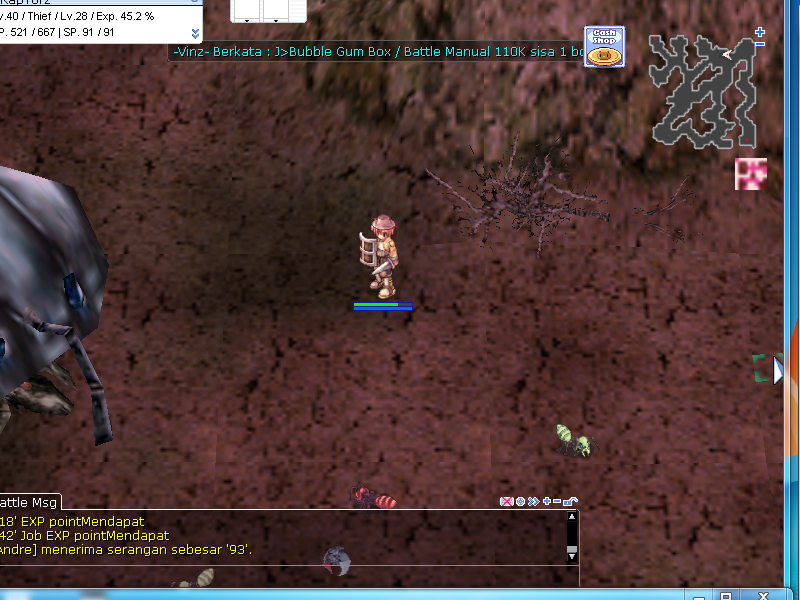 v.40 / Thief / Lv.28 / Exp. 45.2 %
P. 521 / 667 | SP. 91 / 91
-Vinz- Berkata : J>Bubble Gum Box / Battle Manual 110K sisa 1 bo
Cash
Shop
attle Msg
18' EXP pointMendapat
42' Job EXP pointMendapat
Andre] menerima serangan sebesar '93'.